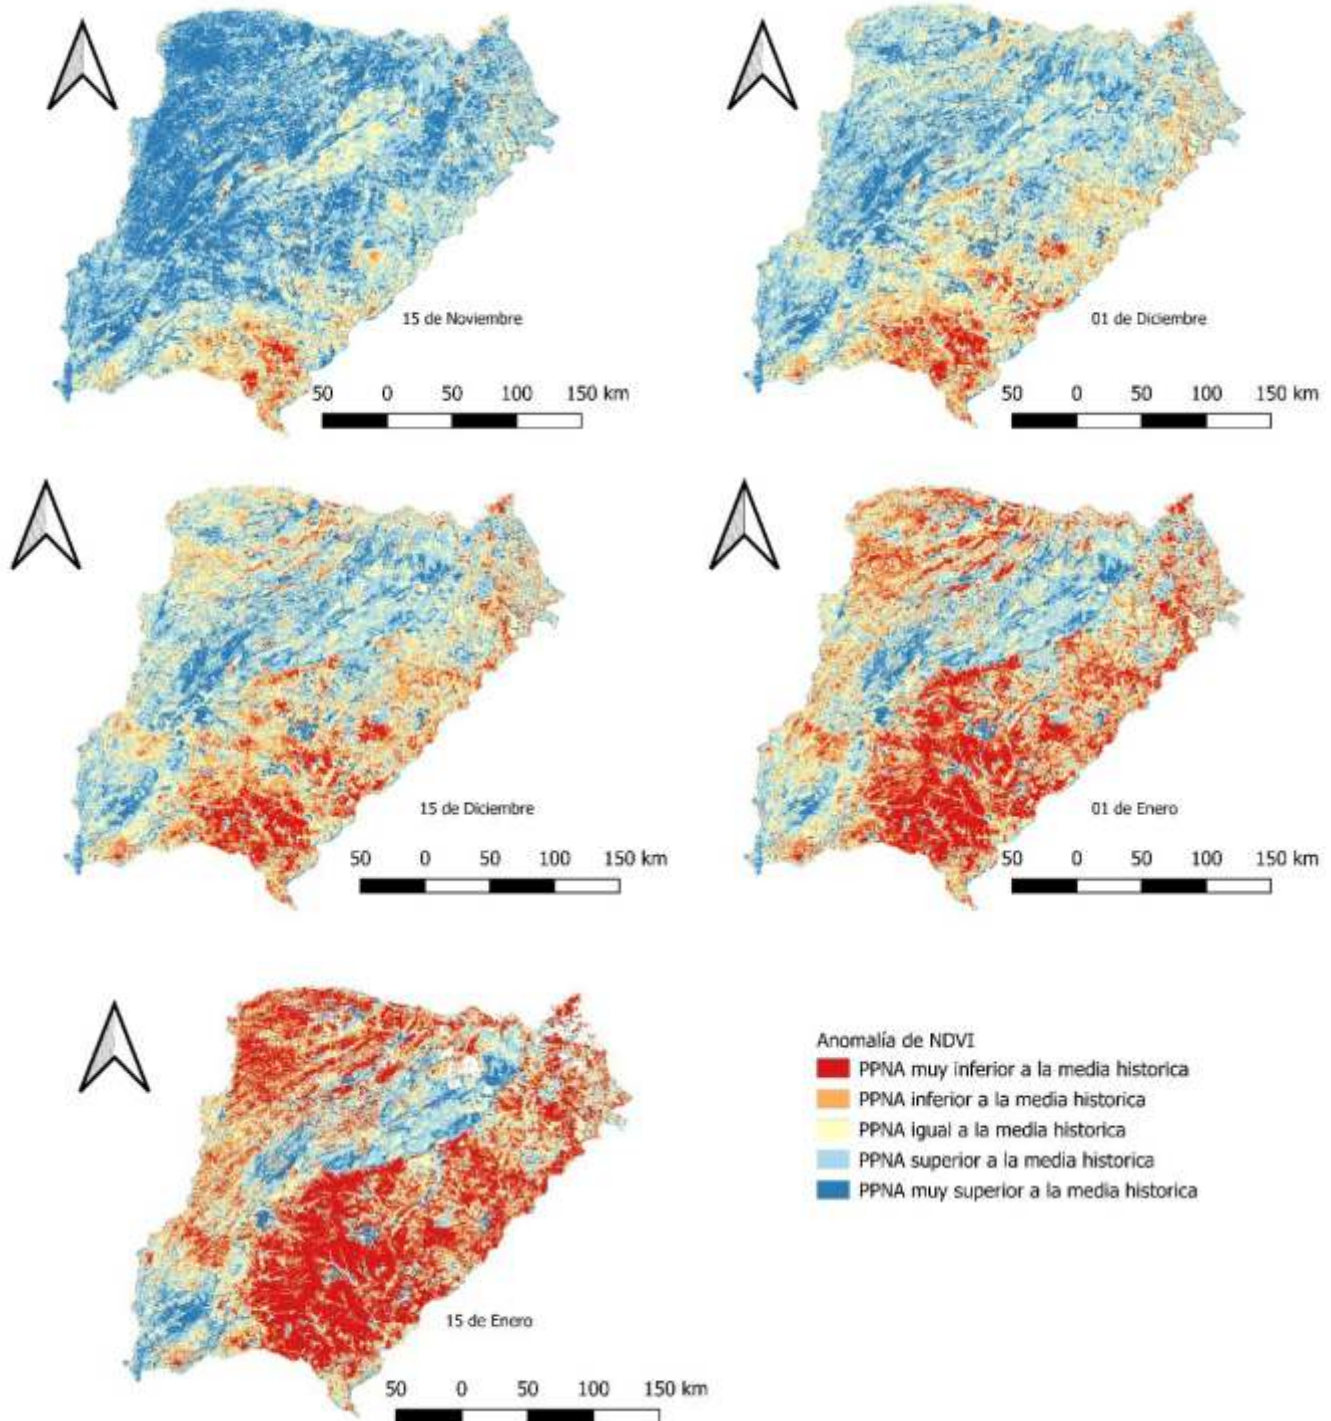 15 de Noviembre
50 0 50 100 150 km
01 de Diciembre
50 0 50 100 150 km
15 de Diciembre
50 0 50 100 150 km
01 de Enero
50 0 50 100 150 km
15 de Enero
50 0 50 100 150 km
Anomalía de NDVI
PPNA muy inferior a la media historica
PPNA inferior a la media historica
PPNA igual a la media historica
PPNA superior a la media historica
PPNA muy superior a la media historica